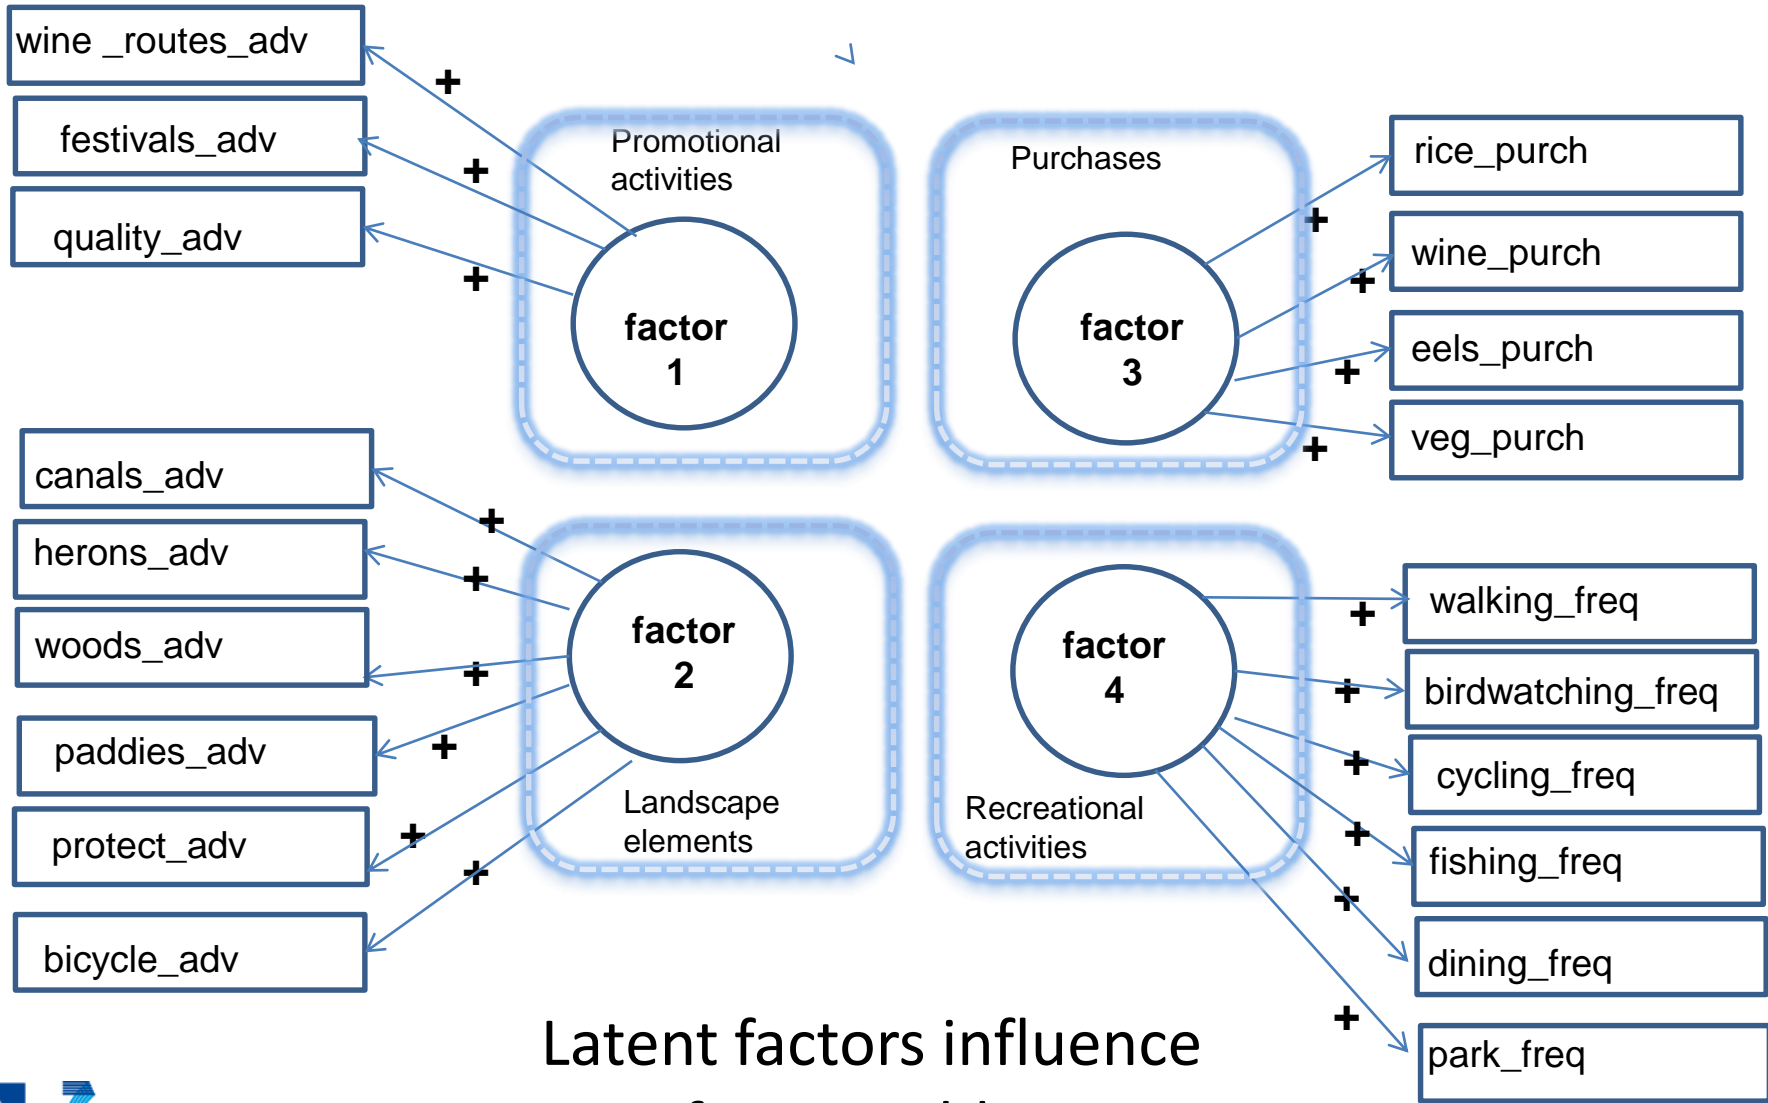 wine _routes_adv
festivals_adv
quality_adv
+
+
+
Promotional
activities
factor
1
Purchases
factor
3
+
+
+
+
rice_purch
wine_purch
eels_purch
veg_purch
canals_adv
herons_adv
woods_adv
paddies_adv
protect_adv
bicycle_adv
+
+
+
+
+
+
factor
2
Landscape
elements
factor
4
Recreational
activities
+
+
+
+
+
+
walking_freq
birdwatching_freq
cycling_freq
fishing_freq
dining_freq
park_freq
Latent factors influence